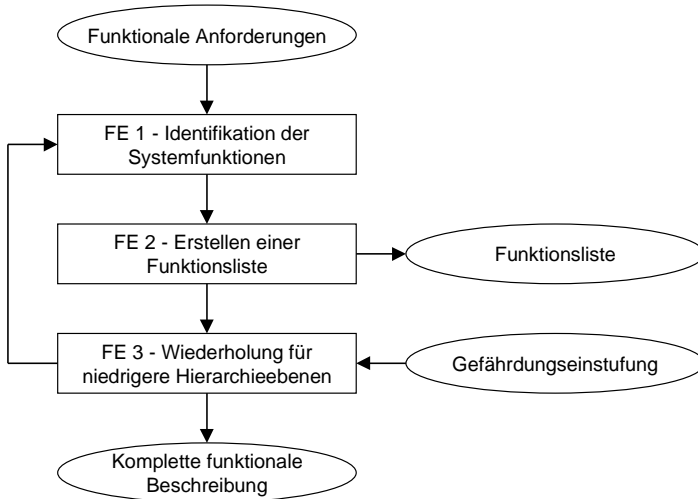 Funktionale Anforderungen
FE 1 - Identifikation der
Systemfunktionen
FE 2 - Erstellen einer
Funktionsliste
Funktionsliste
FE 3 - Wiederholung für
niedrigere Hierarchieebenen
Gefährdungseinstufung
Komplette funktionale
Beschreibung